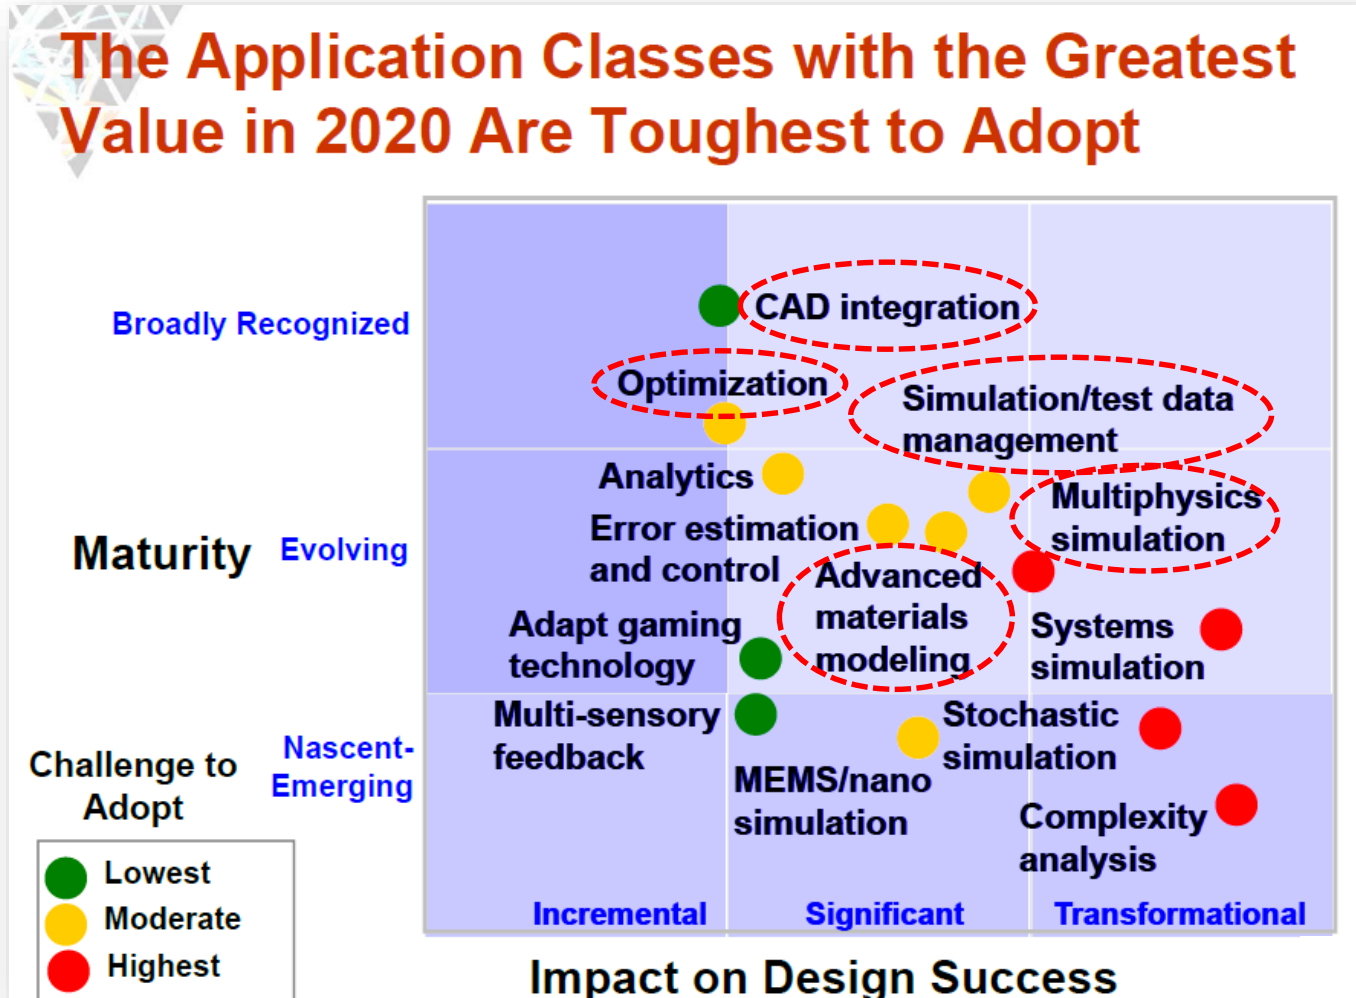 The Application Classes with the Greatest
Value in 2020 Are Toughest to Adopt
Broadly Recognized
CAD integration
Optimization
Simulation/test data
management
Analytics
Multiphysics
simulation
Error estimation
and control
Maturity
Evolving
Advanced
materials
modeling
Adapt gaming
technology
Systems
simulation
Multi-sensory
feedback
Stochastic
simulation
Nascent-
Emerging
MEMS/nano
simulation
Complexity
analysis
Challenge to
Adopt
Lowest
Moderate
Highest
Incremental
Significant
Transformational
Impact on Design Success